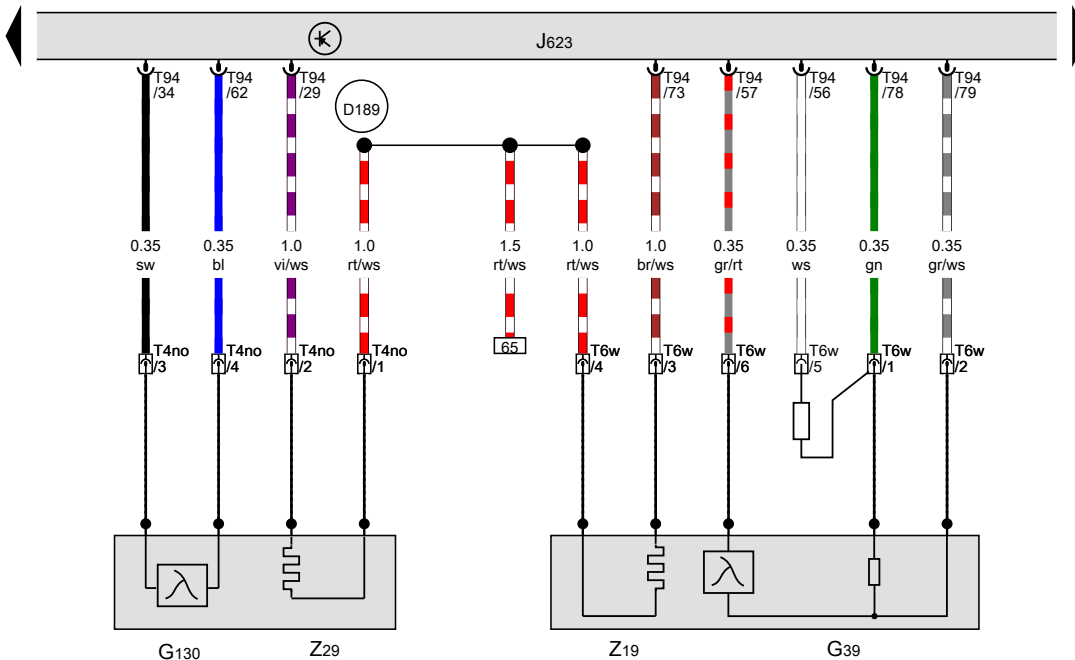 J623
T94
/34
T94
/62
T94
/29
D189
T94
/73
T94
/57
T94
/56
T94
/78
T94
/79
0.35
sw
0.35
bl
1.0
vi/ws
1.0
rt/ws
1.5
rt/ws
1.0
rt/ws
1.0
br/ws
0.35
gr/rt
0.35
ws
0.35
gn
0.35
gr/ws
65
T4no
/3
T4no
/4
T4no
/2
T4no
/1
T6w
/4
T6w
/3
T6w
/6
T6w
/5
T6w
/1
T6w
/2
G130
Z29
Z19
G39